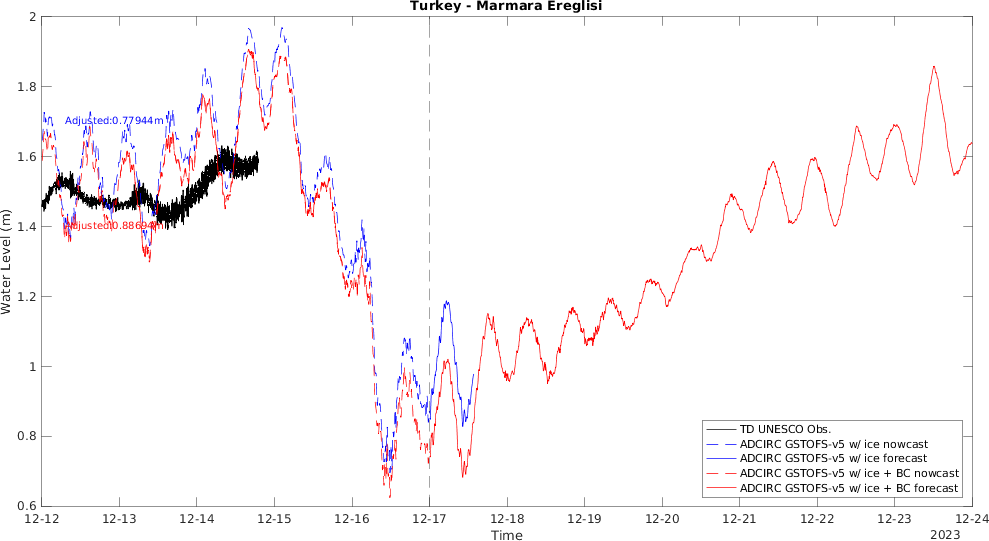 Turkey - Marmara Ereglisi
2
1.8
1.6
1.4
1.2
1
0.8
0.6
Water Level (m)
Adjusted:0.77944m
Adjusted:0.88694m
TD UNESCO Obs.
ADCIRC GSTOFS-v5 w/ ice nowcast
ADCIRC GSTOFS-v5 w/ ice forecast
ADCIRC GSTOFS-v5 w/ ice + BC nowcast
ADCIRC GSTOFS-v5 w/ ice + BC forecast
12-12 12-13 12-14 12-15 12-16 12-17 12-18 12-19 12-20 12-21 12-22 12-23 12-24
Time
2023